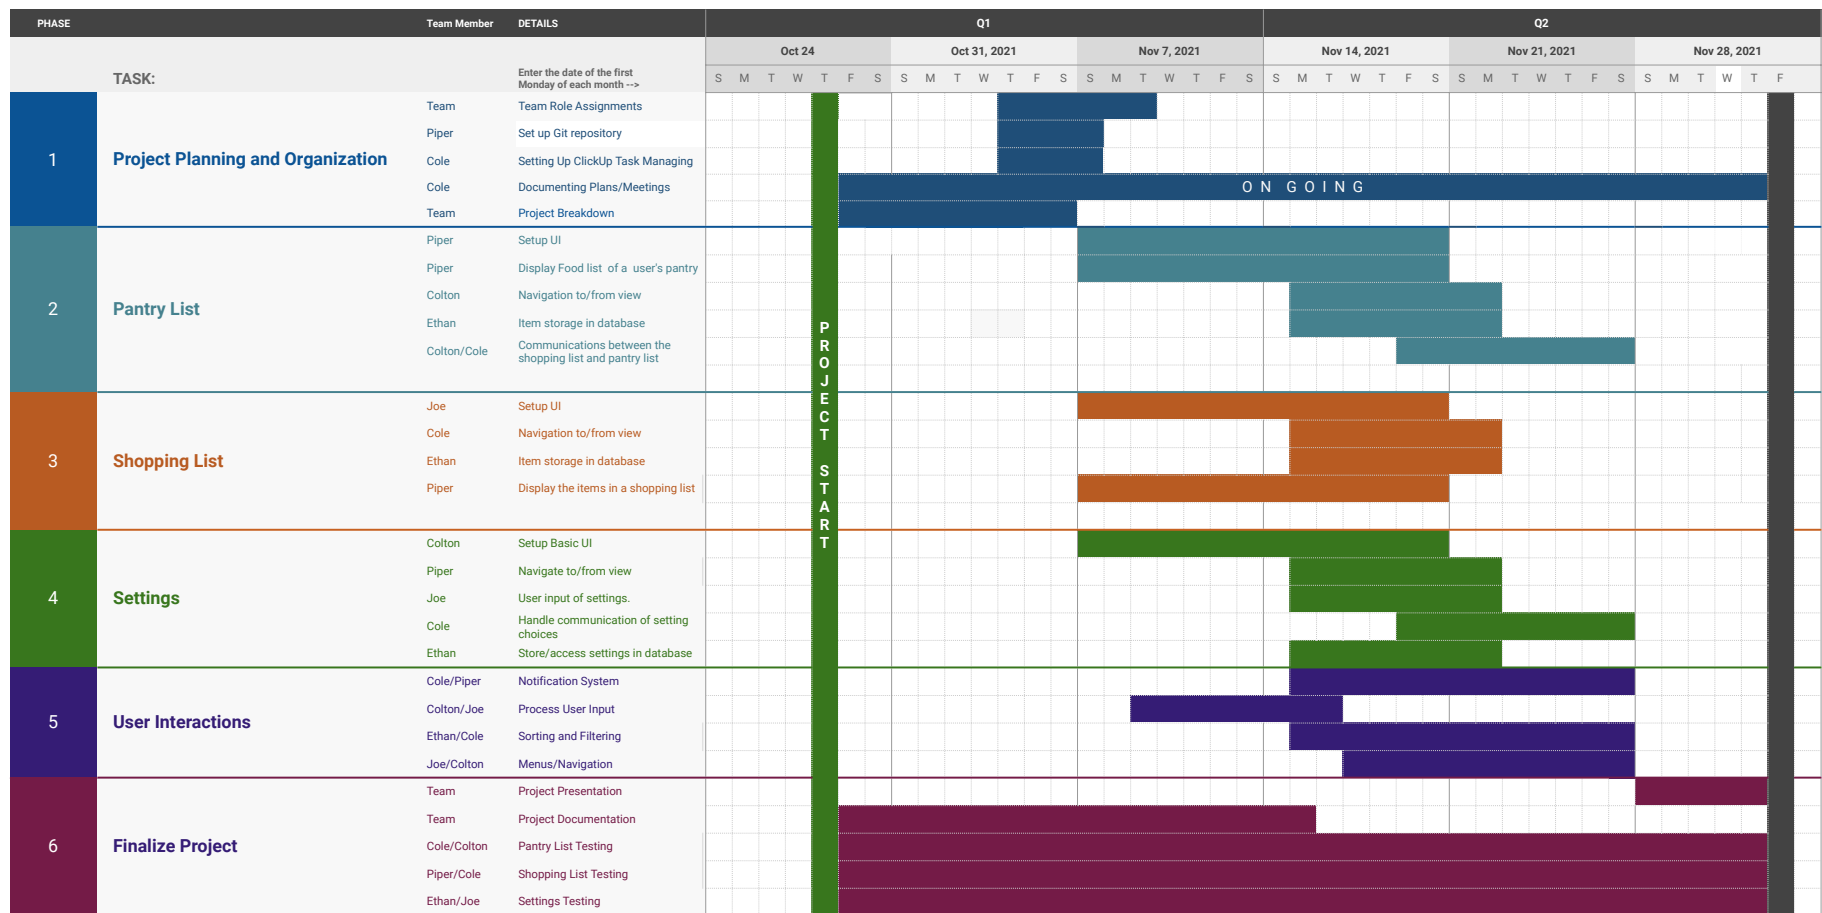 PHASE Team Member DETAILS Q1 Q2
Oct 24 Oct 31, 2021 Nov 7, 2021 Nov 14, 2021 Nov 21, 2021 Nov 28, 2021
TASK: Enter the date of the first
Monday of each month -->
S M T W T F S S M T W T F S S M T W T F S S M T W T F S S M T W T F S S M T W T F
1 Project Planning and Organization
Team Team Role Assignments
Piper Set up Git repository
Cole Setting Up ClickUp Task Managing
Cole Documenting Plans/Meetings ON GOING
Team Project Breakdown
2 Pantry List
Piper Setup UI
Piper Display Food list of a user's pantry
Colton Navigation to/from view
Ethan Item storage in database
Colton/Cole Communications between the
shopping list and pantry list
PROJECT START
3 Shopping List
Joe Setup UI
Cole Navigation to/from view
Ethan Item storage in database
Piper Display the items in a shopping list
4 Settings
Colton Setup Basic UI
Piper Navigate to/from view
Joe User input of settings.
Cole Handle communication of setting
choices
Ethan Store/access settings in database
5 User Interactions
Cole/Piper Notification System
Colton/Joe Process User Input
Ethan/Cole Sorting and Filtering
Joe/Colton Menus/Navigation
6 Finalize Project
Team Project Presentation
Team Project Documentation
Cole/Colton Pantry List Testing
Piper/Cole Shopping List Testing
Ethan/Joe Settings Testing